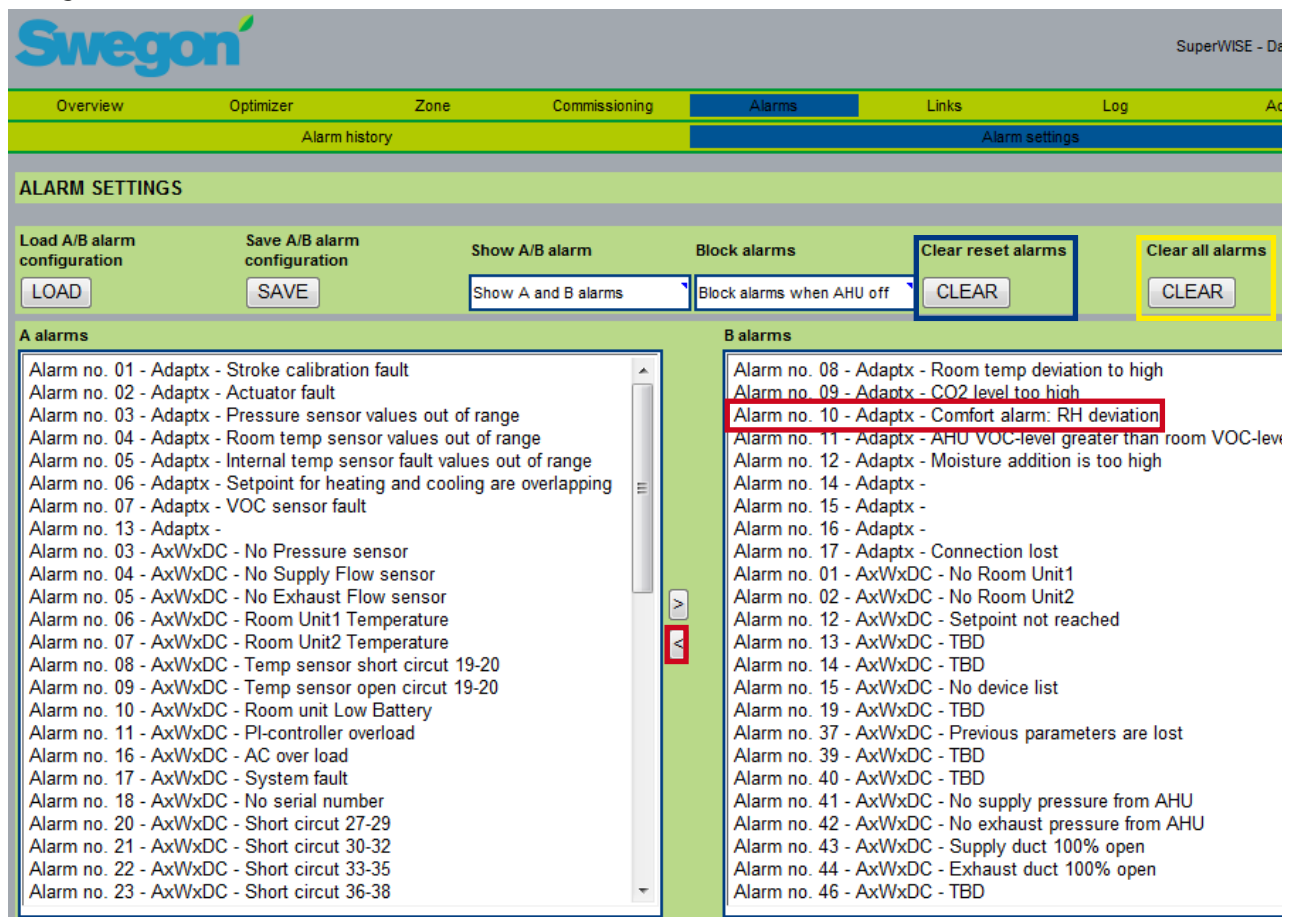 Swegon
SuperWISE - Da
Overview Optimizer Zone Commissioning Alarms Links Log Ac
Alarm history Alarm settings
ALARM SETTINGS
Load A/B alarm configuration Save A/B alarm configuration Show A/B alarm Block alarms Clear reset alarms Clear all alarms
LOAD SAVE Show A and B alarms Block alarms when AHU off CLEAR CLEAR
A alarms
Alarm no. 01 - Adaptx - Stroke calibration fault
Alarm no. 02 - Adaptx - Actuator fault
Alarm no. 03 - Adaptx - Pressure sensor values out of range
Alarm no. 04 - Adaptx - Room temp sensor values out of range
Alarm no. 05 - Adaptx - Internal temp sensor fault values out of range
Alarm no. 06 - Adaptx - Setpoint for heating and cooling are overlapping
Alarm no. 07 - Adaptx - VOC sensor fault
Alarm no. 13 - Adaptx -
Alarm no. 03 - AxWxDC - No Pressure sensor
Alarm no. 04 - AxWxDC - No Supply Flow sensor
Alarm no. 05 - AxWxDC - No Exhaust Flow sensor
Alarm no. 06 - AxWxDC - Room Unit1 Temperature
Alarm no. 07 - AxWxDC - Room Unit2 Temperature
Alarm no. 08 - AxWxDC - Temp sensor short circut 19-20
Alarm no. 09 - AxWxDC - Temp sensor open circut 19-20
Alarm no. 10 - AxWxDC - Room unit Low Battery
Alarm no. 11 - AxWxDC - PI-controller overload
Alarm no. 16 - AxWxDC - AC over load
Alarm no. 17 - AxWxDC - System fault
Alarm no. 18 - AxWxDC - No serial number
Alarm no. 20 - AxWxDC - Short circut 27-29
Alarm no. 21 - AxWxDC - Short circut 30-32
Alarm no. 22 - AxWxDC - Short circut 33-35
Alarm no. 23 - AxWxDC - Short circut 36-38
>
<
B alarms
Alarm no. 08 - Adaptx - Room temp deviation to high
Alarm no. 09 - Adaptx - CO2 level too high
Alarm no. 10 - Adaptx - Comfort alarm: RH deviation
Alarm no. 11 - Adaptx - AHU VOC-level greater than room VOC-leve
Alarm no. 12 - Adaptx - Moisture addition is too high
Alarm no. 14 - Adaptx -
Alarm no. 15 - Adaptx -
Alarm no. 16 - Adaptx -
Alarm no. 17 - Adaptx - Connection lost
Alarm no. 01 - AxWxDC - No Room Unit1
Alarm no. 02 - AxWxDC - No Room Unit2
Alarm no. 12 - AxWxDC - Setpoint not reached
Alarm no. 13 - AxWxDC - TBD
Alarm no. 14 - AxWxDC - TBD
Alarm no. 15 - AxWxDC - No device list
Alarm no. 19 - AxWxDC - TBD
Alarm no. 37 - AxWxDC - Previous parameters are lost
Alarm no. 39 - AxWxDC - TBD
Alarm no. 40 - AxWxDC - TBD
Alarm no. 41 - AxWxDC - No supply pressure from AHU
Alarm no. 42 - AxWxDC - No exhaust pressure from AHU
Alarm no. 43 - AxWxDC - Supply duct 100% open
Alarm no. 44 - AxWxDC - Exhaust duct 100% open
Alarm no. 46 - AxWxDC - TBD